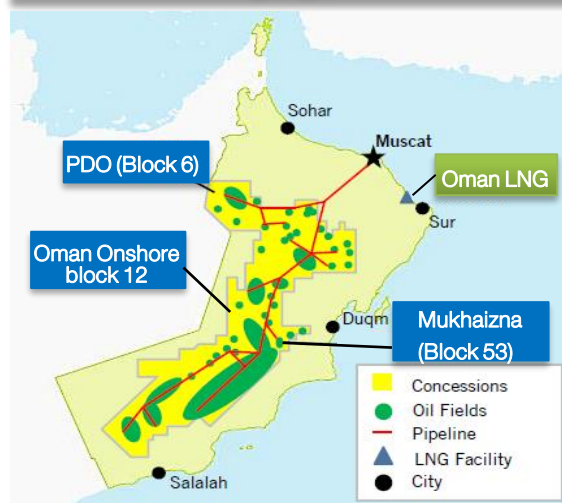 Sohar
Muscat
PDO (Block 6)
Oman LNG
Sur
Oman Onshore
block 12
Duqm
Mukhaizna
(Block 53)
Concessions
Oil Fields
Pipeline
LNG Facility
City
Salalah